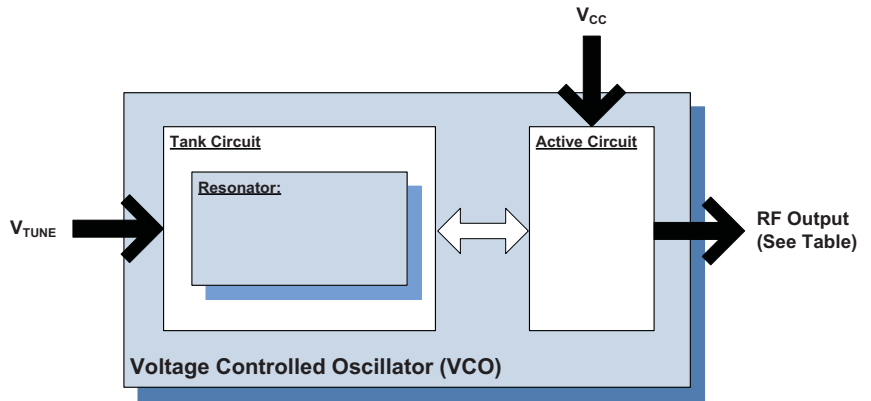 VCC
Tank Circuit
Active Circuit
Resonator:
VTUNE
RF Output
(See Table)
Voltage Controlled Oscillator (VCO)